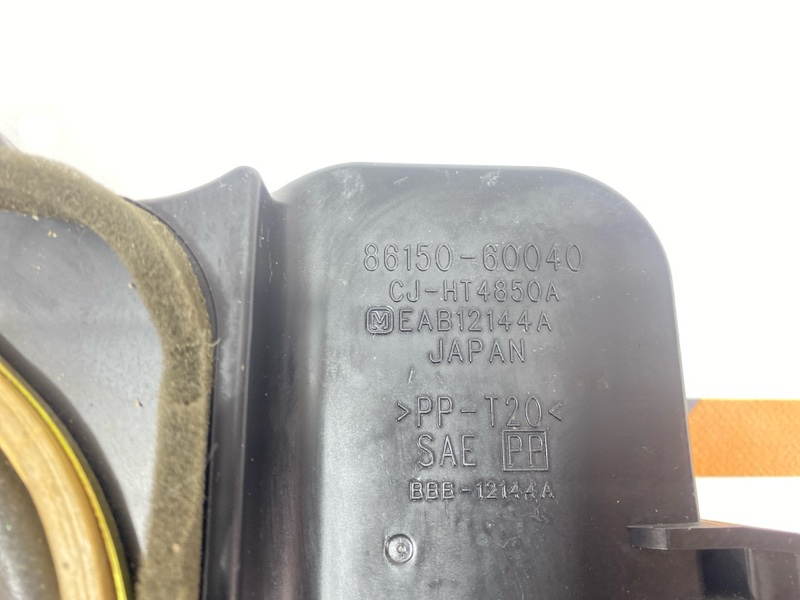 86150-60040
CJ-HT4850A
M EAB12144A
JAPAN
>PP-T20<
SAE PP
BBB-12144A